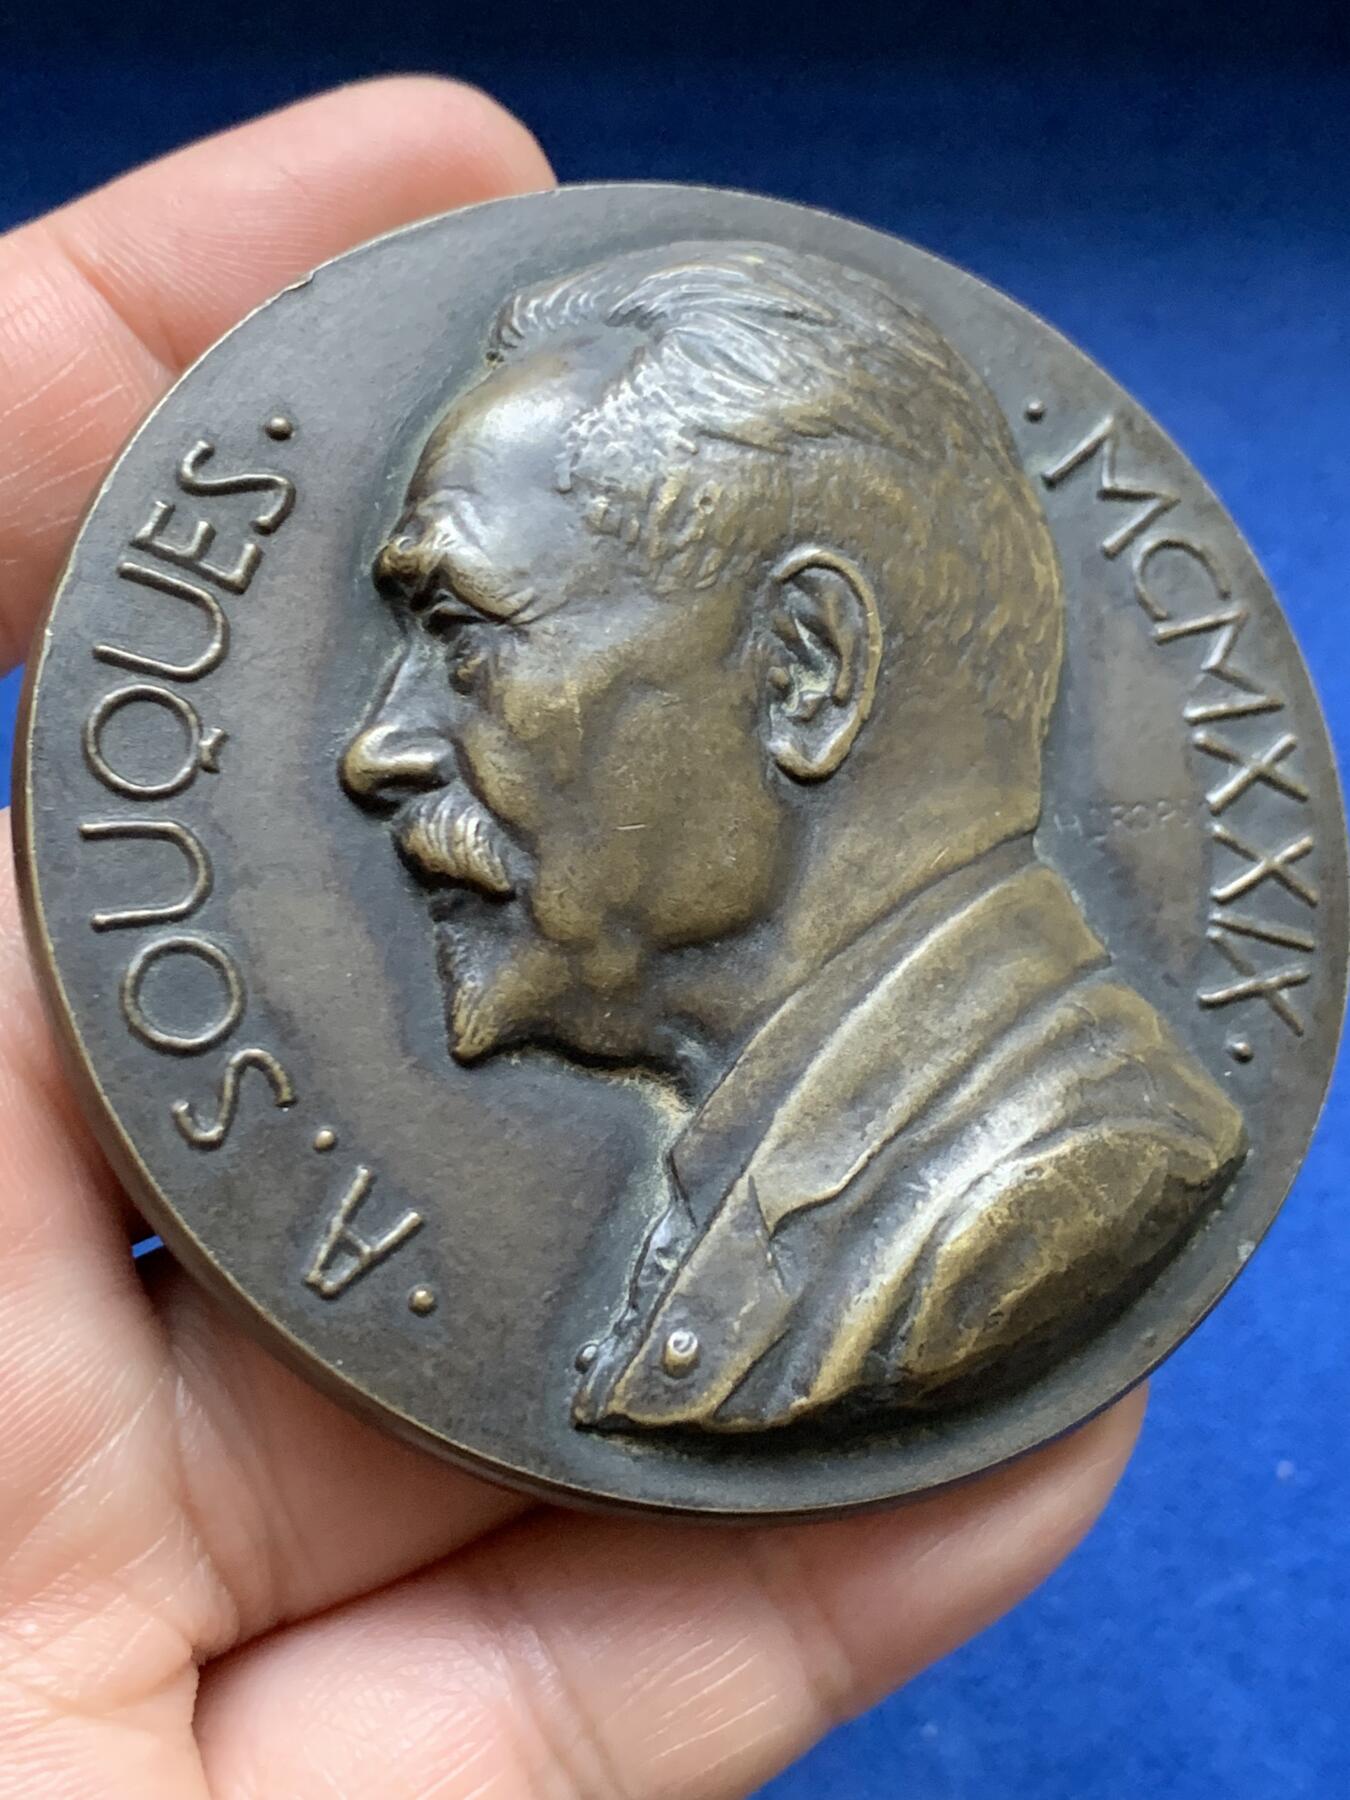 · A. SOUQUES ·
· MCMXXIX ·